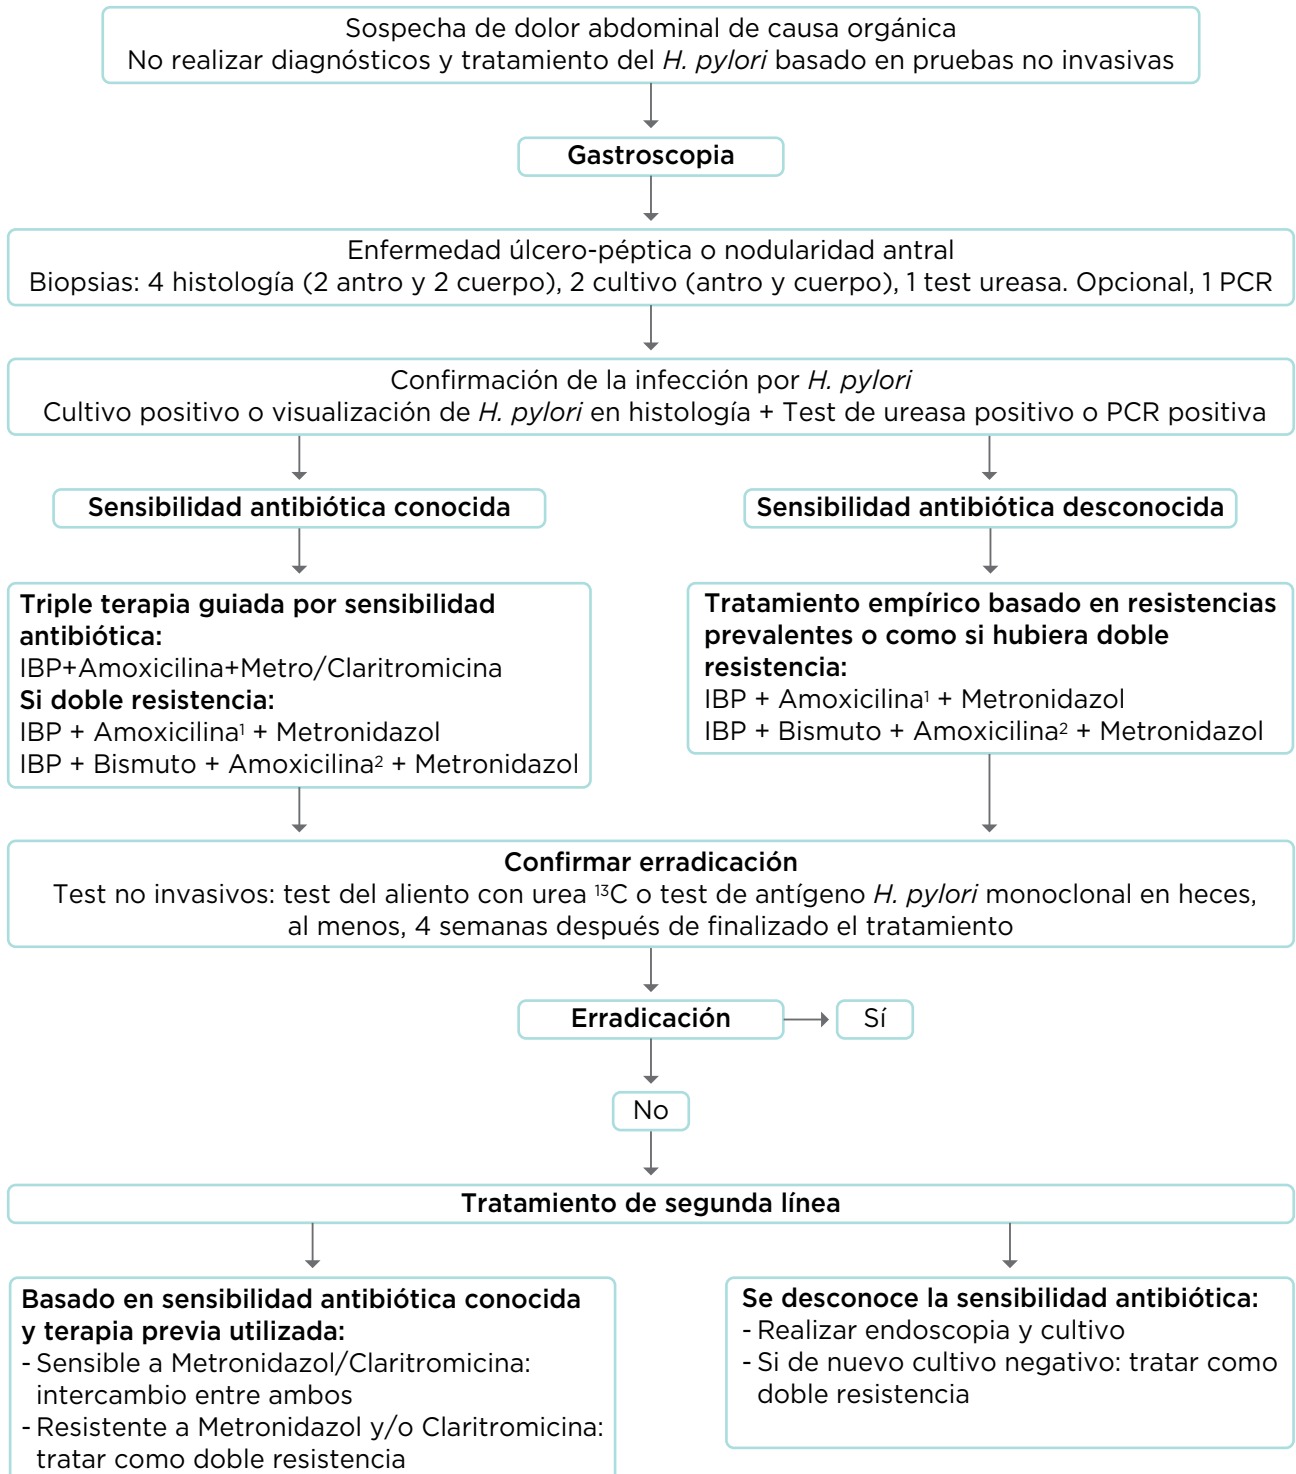 Sospecha de dolor abdominal de causa orgánica
No realizar diagnósticos y tratamiento del H. pylori basado en pruebas no invasivas
Gastroscopia
Enfermedad úlcero-péptica o nodularidad antral
Biopsias: 4 histología (2 antro y 2 cuerpo), 2 cultivo (antro y cuerpo), 1 test ureasa. Opcional, 1 PCR
Confirmación de la infección por H. pylori
Cultivo positivo o visualización de H. pylori en histología + Test de ureasa positivo o PCR positiva
Sensibilidad antibiótica conocida
Sensibilidad antibiótica desconocida
Triple terapia guiada por sensibilidad
antibiótica:
IBP+Amoxicilina+Metro/Claritromicina
Si doble resistencia:
IBP + Amoxicilina¹ + Metronidazol
IBP + Bismuto + Amoxicilina² + Metronidazol
Tratamiento empírico basado en resistencias
prevalentes o como si hubiera doble
resistencia:
IBP + Amoxicilina¹ + Metronidazol
IBP + Bismuto + Amoxicilina² + Metronidazol
Confirmar erradicación
Test no invasivos: test del aliento con urea ¹³C o test de antígeno H. pylori monoclonal en heces,
al menos, 4 semanas después de finalizado el tratamiento
Erradicación
Sí
No
Tratamiento de segunda línea
Basado en sensibilidad antibiótica conocida
y terapia previa utilizada:
- Sensible a Metronidazol/Claritromicina:
intercambio entre ambos
- Resistente a Metronidazol y/o Claritromicina:
tratar como doble resistencia
Se desconoce la sensibilidad antibiótica:
- Realizar endoscopia y cultivo
- Si de nuevo cultivo negativo: tratar como
doble resistencia